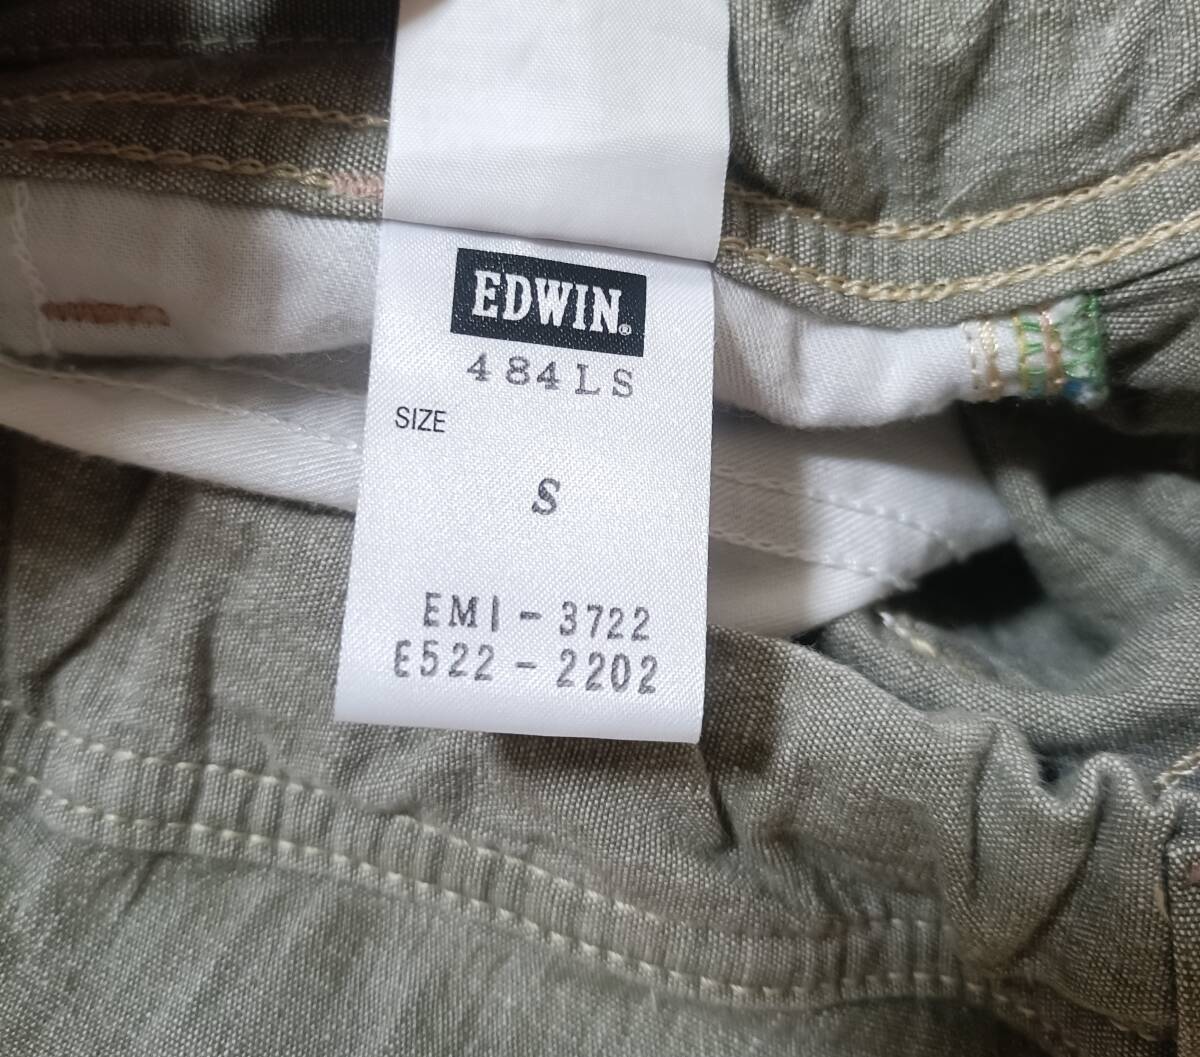 EDWIN®
484LS
SIZE
S
EMI-3722
E522-2202